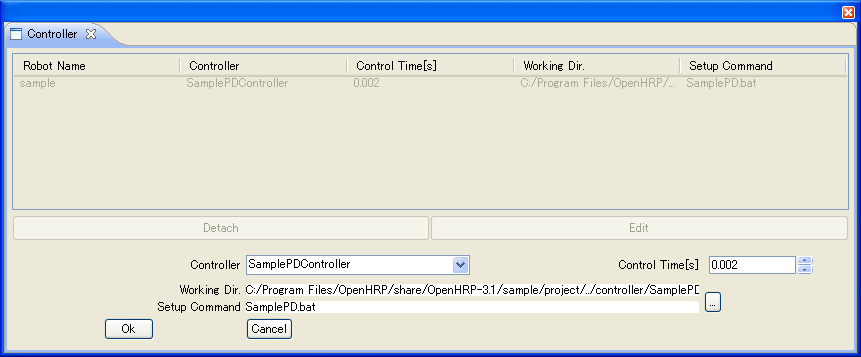 Controller
Robot Name Controller Control Time[s] Working Dir. Setup Command
sample SamplePDController 0.002 C:/Program Files/OpenHRP/... SamplePD.bat
Detach Edit
Controller SamplePDController Control Time[s] 0.002
Working Dir. C:/Program Files/OpenHRP/share/OpenHRP-3.1/sample/project/../controller/SamplePD
Setup Command SamplePD.bat ...
Ok Cancel